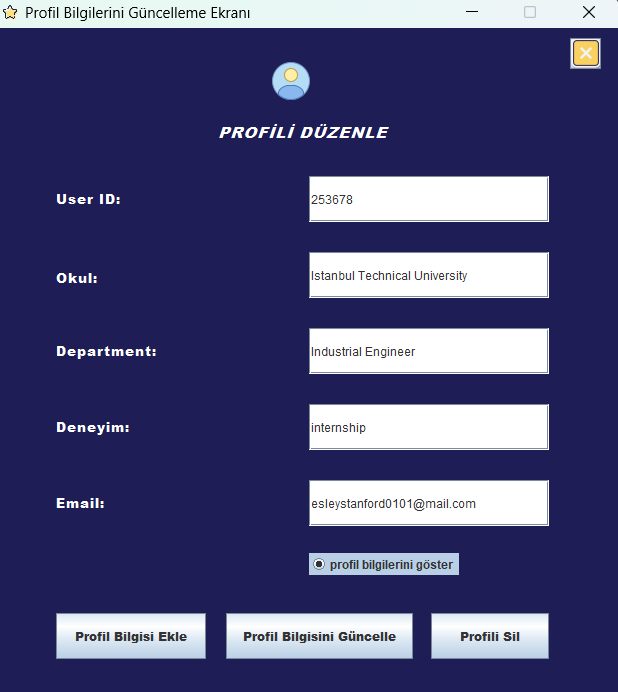 Profil Bilgilerini Güncelleme Ekranı
PROFİLİ DÜZENLE
User ID: 253678
Okul: Istanbul Technical University
Department: Industrial Engineer
Deneyim: internship
Email: esleystanford0101@mail.com
profil bilgilerini göster
Profil Bilgisi Ekle Profil Bilgisini Güncelle Profili Sil